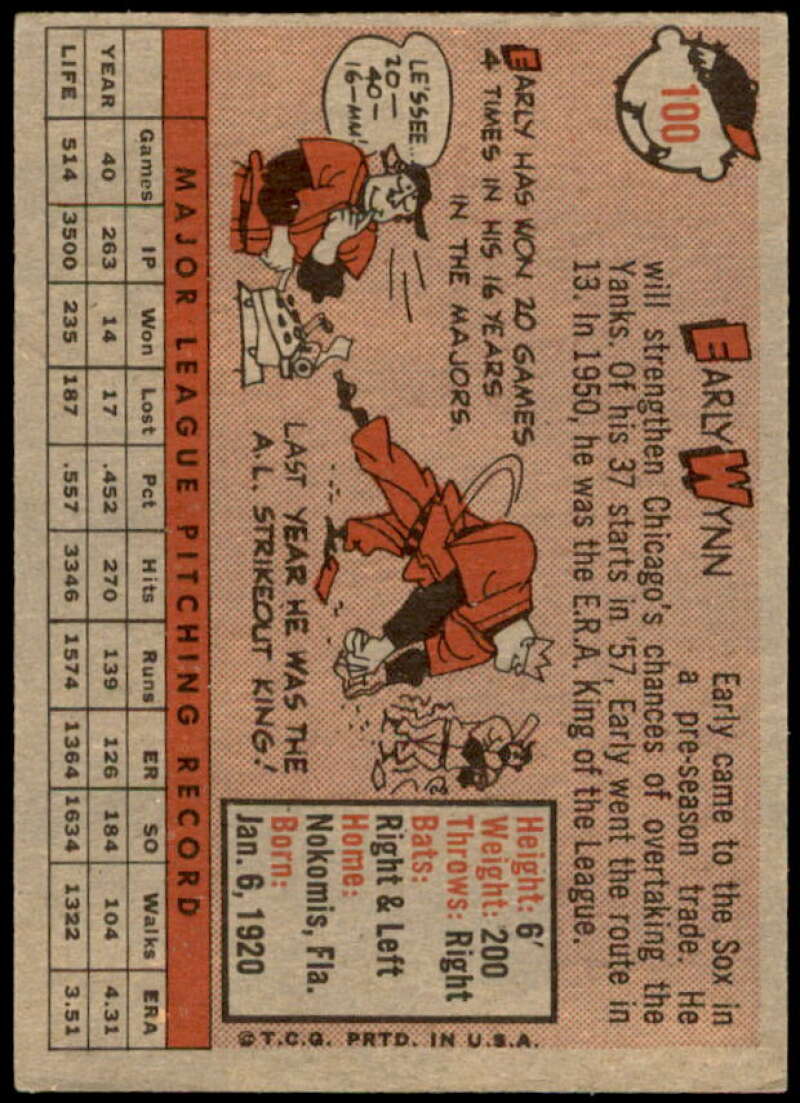 100
EARLY WYNN
Early came to the Sox in
a pre-season trade. He
will strengthen Chicago's chances of overtaking the
Yanks. Of his 37 starts in '57, Early went the route in
13. In 1950, he was the E.R.A. King of the League.
EARLY HAS WON 20 GAMES
4 TIMES IN HIS 16 YEARS
IN THE MAJORS.
LE'SSEE...
20—
40—
16—MM!
LAST YEAR HE WAS THE
A.L. STRIKEOUT KING!
Height: 6'
Weight: 200
Throws: Right
Bats:
Right & Left
Home:
Nokomis, Fla.
Born:
Jan. 6, 1920
©T.C.G. PRTD. IN U.S.A.
MAJOR LEAGUE PITCHING RECORD
Games IP Won Lost Pct Hits Runs ER SO Walks ERA
YEAR 40 263 14 17 .452 270 139 126 184 104 4.31
LIFE 514 3500 235 187 .557 3346 1574 1364 1634 1322 3.51